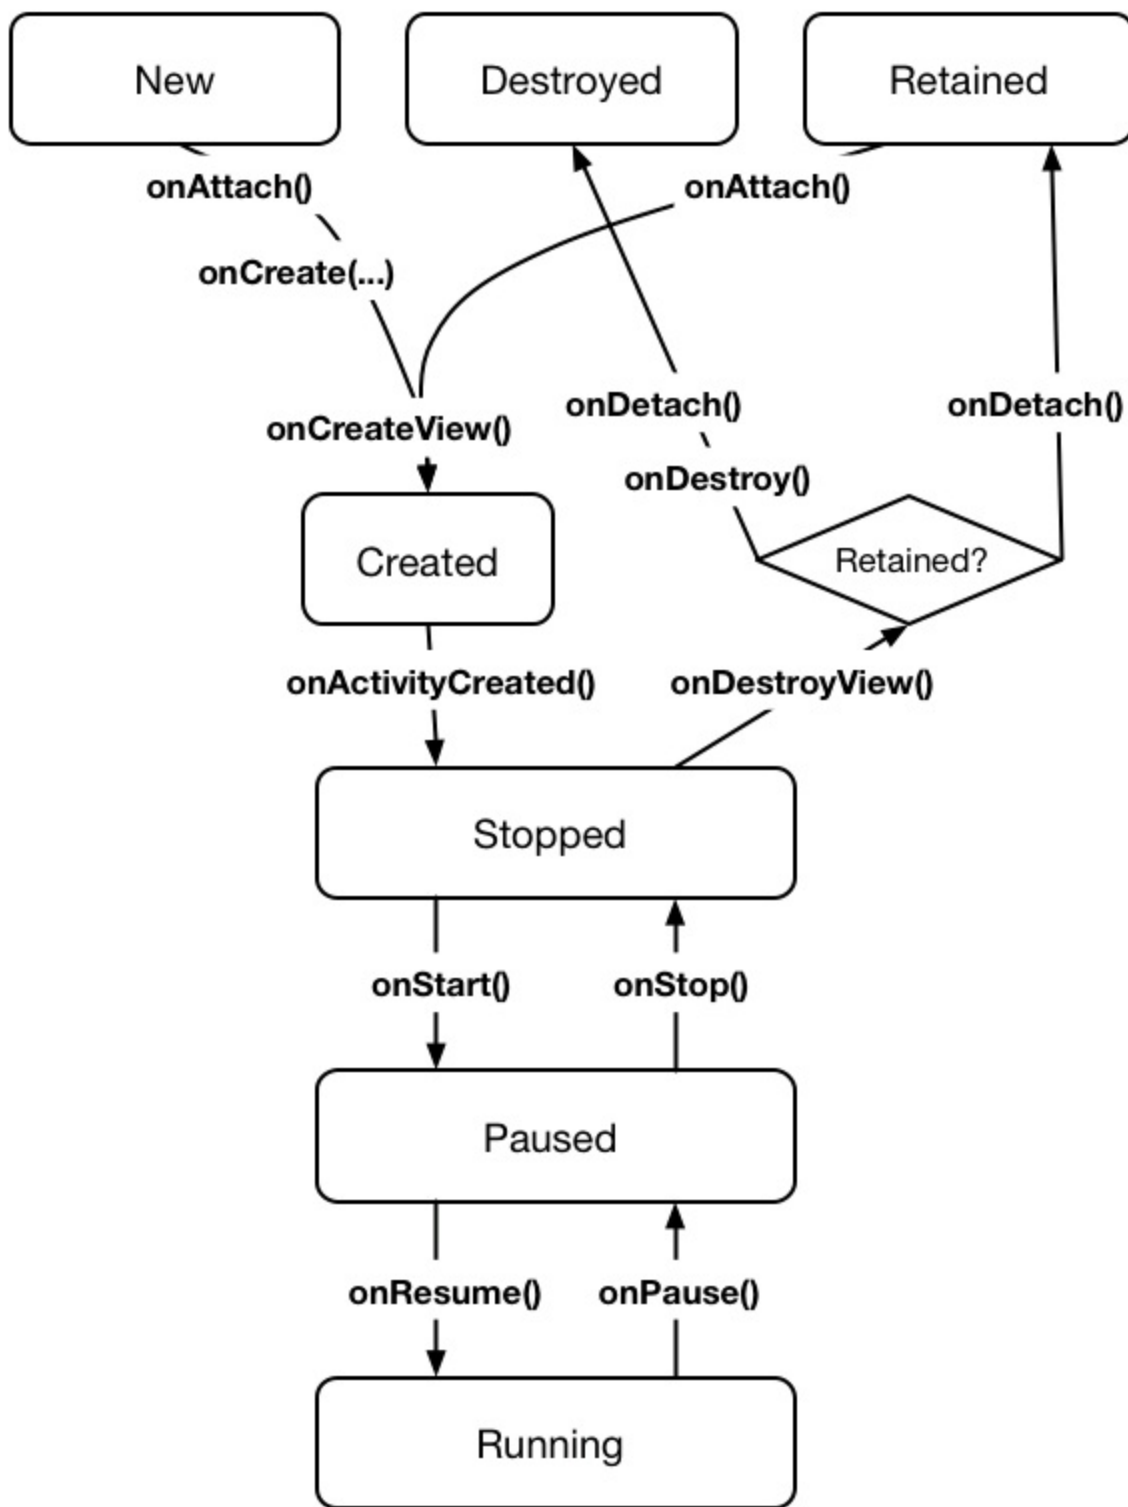 New
Destroyed
Retained
onAttach()
onAttach()
onCreate(...)
onDetach()
onDetach()
onCreateView()
onDestroy()
Created
Retained?
onActivityCreated()
onDestroyView()
Stopped
onStart()
onStop()
Paused
onResume()
onPause()
Running